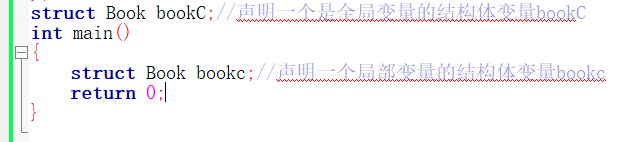 struct Book bookC;//声明一个是全局变量的结构体变量bookC
int main()
{
struct Book bookc;//声明一个局部变量的结构体变量bookc
return 0;
}